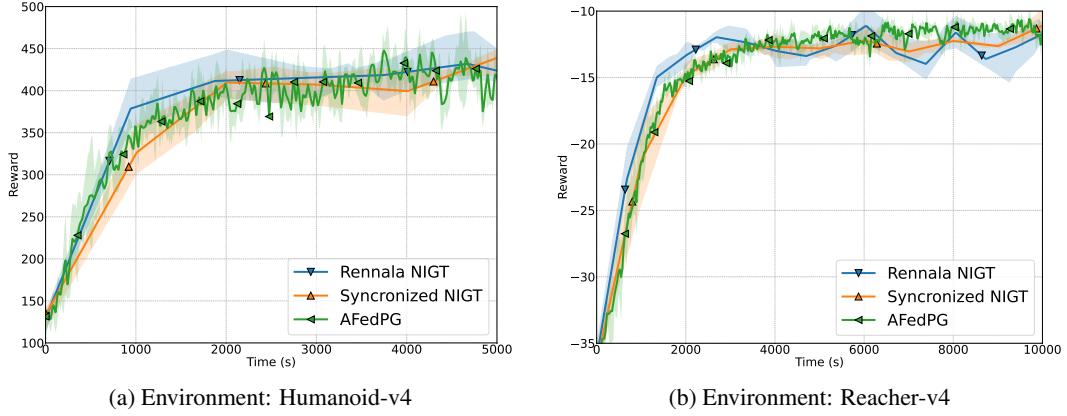 500
450
400
350
300
250
200
150
100
Reward
0
1000
2000
3000
4000
5000
Time (s)
Rennala NIGT
Syncronized NIGT
AFedPG
(a) Environment: Humanoid-v4
−10
−15
−20
−25
−30
−35
Reward
0
2000
4000
6000
8000
10000
Time (s)
Rennala NIGT
Syncronized NIGT
AFedPG
(b) Environment: Reacher-v4